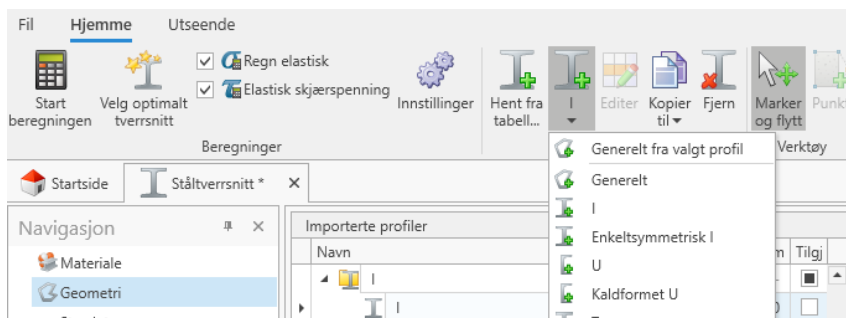 Fil Hjemme Utseende
Regn elastisk
Elastisk skjærspenning
Start beregningen
Velg optimalt tverrsnitt
Innstillinger
Hent fra tabell...
I
Editer
Kopier til
Fjern
Marker og flytt
Punkt
Beregninger
Verktøy
Generelt fra valgt profil
Generelt
I
Enkeltsymmetrisk I
U
Kaldformet U
Startside
Ståltverrsnitt *
Navigasjon
Materiale
Geometri
Importerte profiler
Navn
Tilgj
I
I